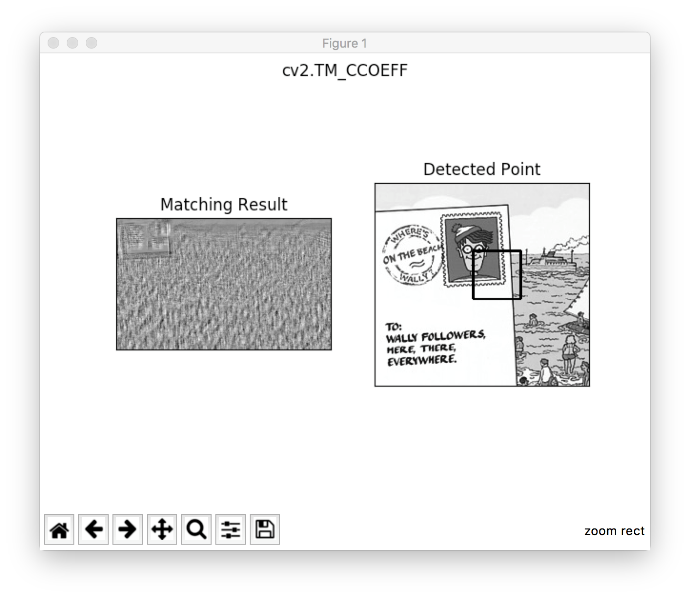 Figure 1
cv2.TM_CCOEFF
Matching Result
Detected Point
WHERE'S
ON THE BEACH
WALLY?
TO:
WALLY FOLLOWERS,
HERE, THERE,
EVERYWHERE.
zoom rect